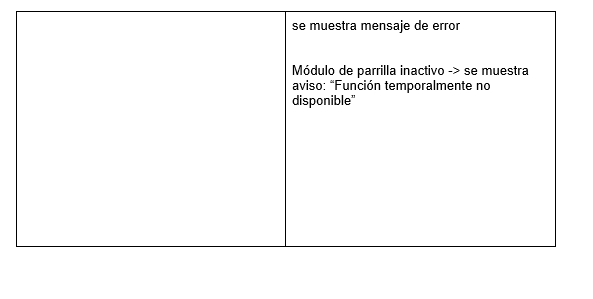 se muestra mensaje de error
Módulo de parrilla inactivo -> se muestra
aviso: “Función temporalmente no
disponible”